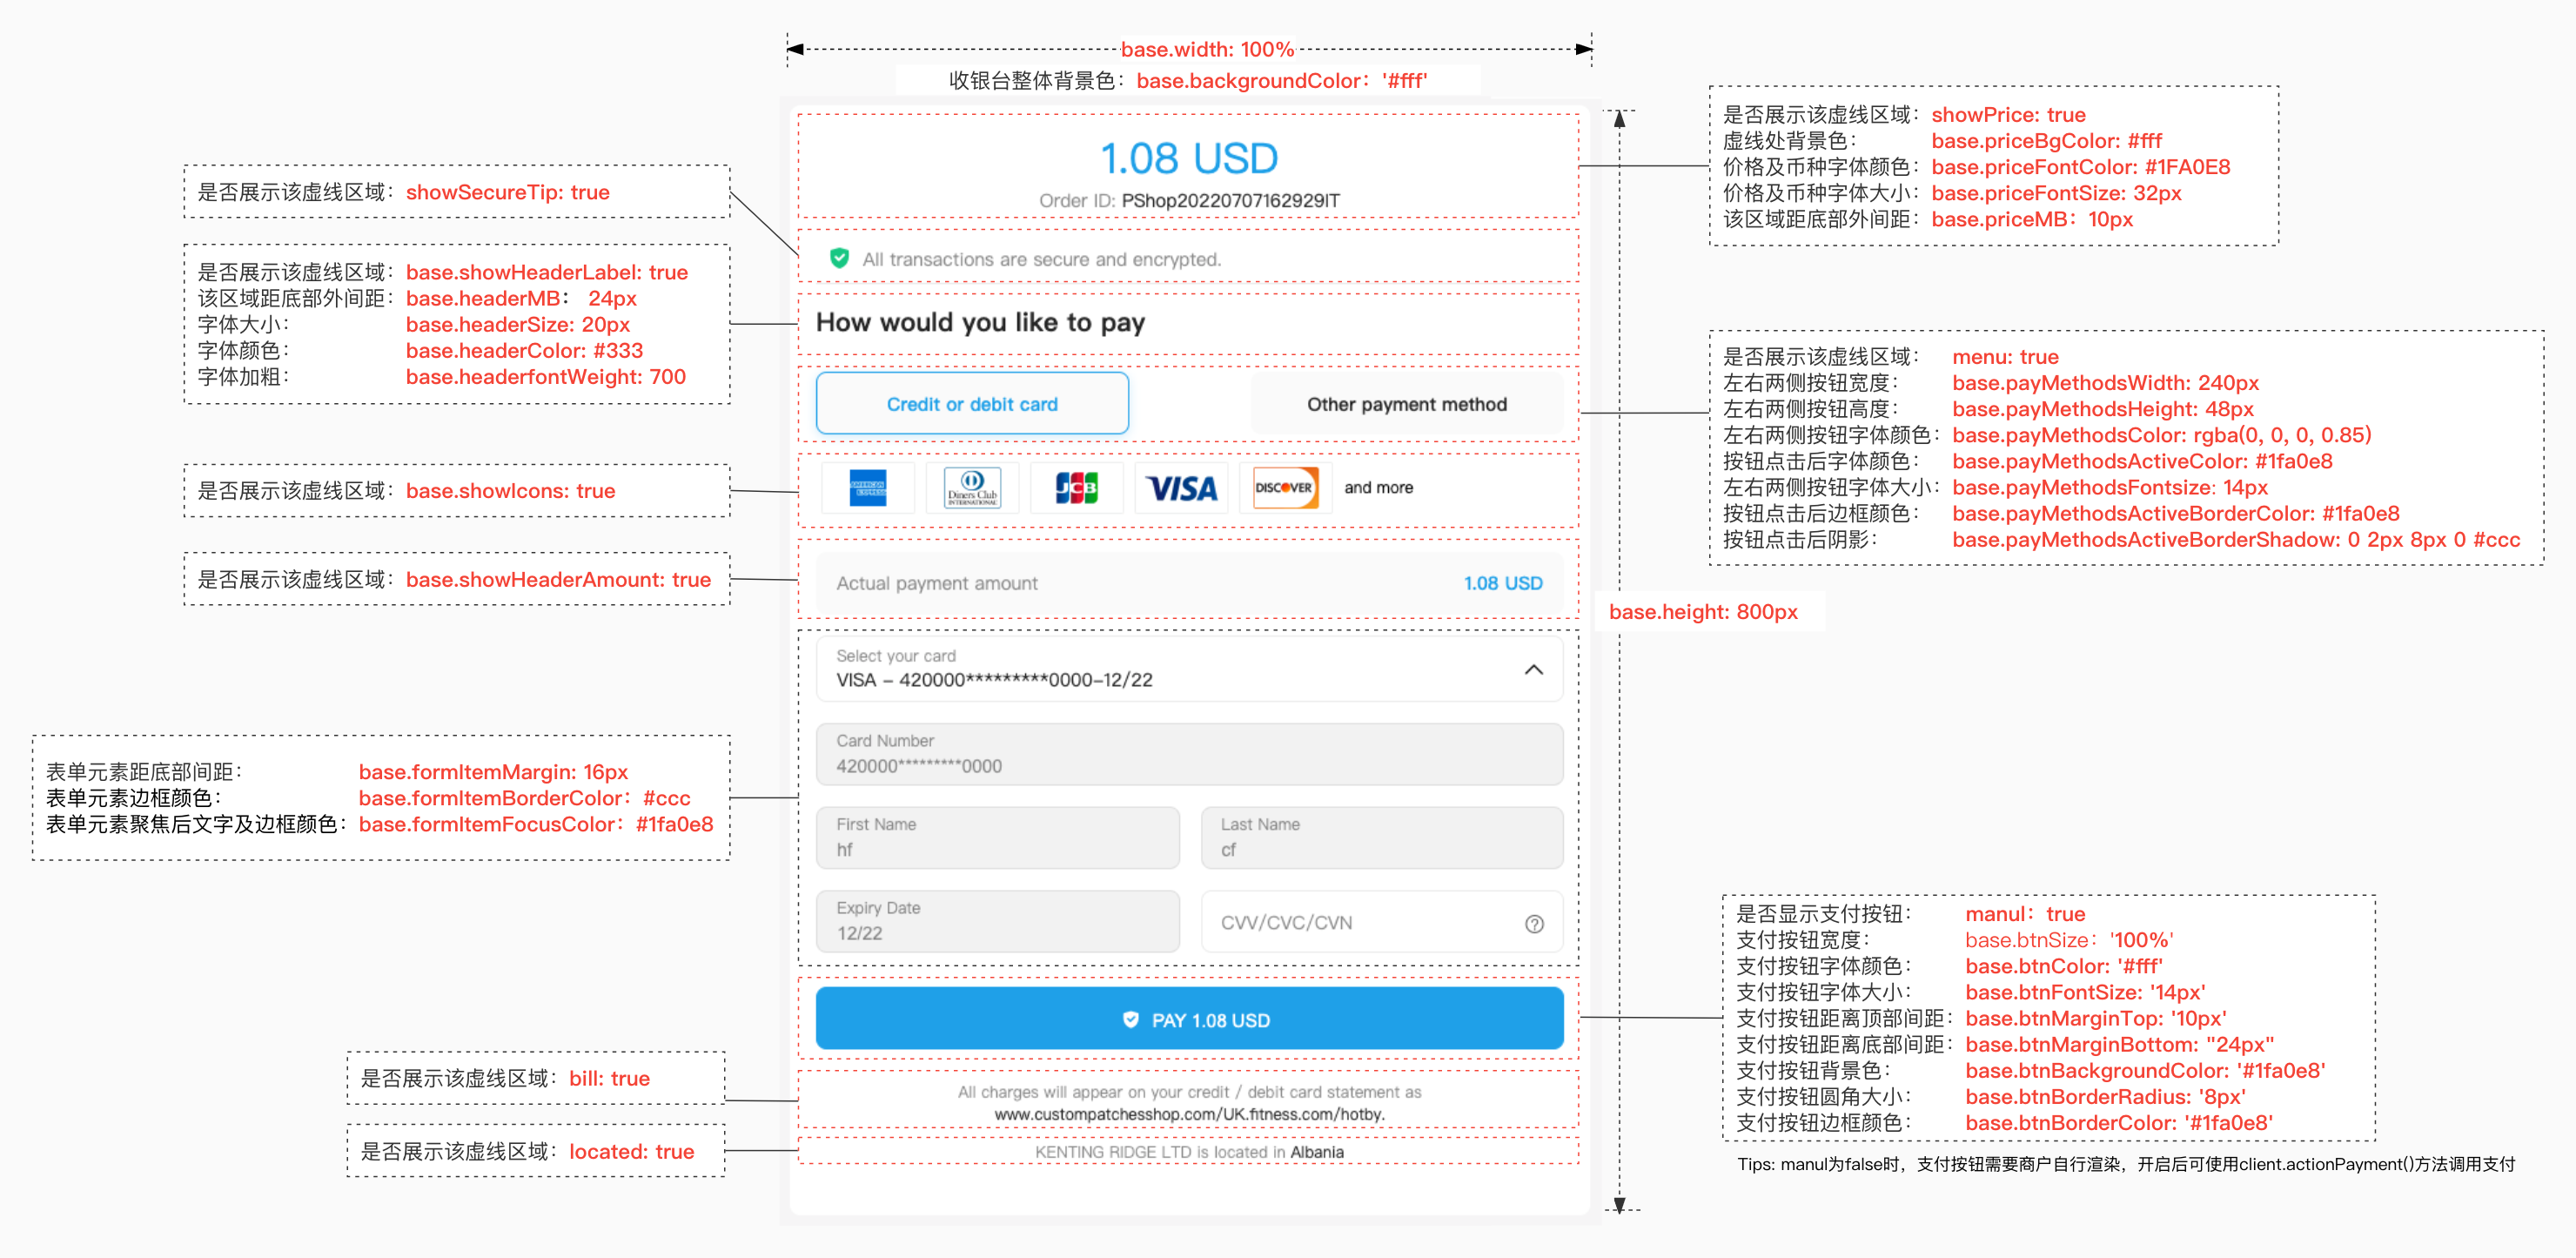 base.width: 100%
收银台整体背景色：base.backgroundColor：'#fff'
是否展示该虚线区域：showSecureTip: true
是否展示该虚线区域：base.showHeaderLabel: true
该区域距底部外间距：base.headerMB： 24px
字体大小： base.headerSize: 20px
字体颜色： base.headerColor: #333
字体加粗： base.headerfontWeight: 700
是否展示该虚线区域：base.showIcons: true
是否展示该虚线区域：base.showHeaderAmount: true
表单元素距底部间距： base.formItemMargin: 16px
表单元素边框颜色： base.formItemBorderColor：#ccc
表单元素聚焦后文字及边框颜色：base.formItemFocusColor：#1fa0e8
是否展示该虚线区域：bill: true
是否展示该虚线区域：located: true
1.08 USD
Order ID: PShop20220707162929IT
All transactions are secure and encrypted.
How would you like to pay
Credit or debit card
Other payment method
AMERICAN EXPRESS
Diners Club INTERNATIONAL
JCB
VISA
DISCOVER
and more
Actual payment amount
1.08 USD
Select your card
VISA – 420000*********0000–12/22
Card Number
420000*********0000
First Name
hf
Last Name
cf
Expiry Date
12/22
CVV/CVC/CVN
PAY 1.08 USD
All charges will appear on your credit / debit card statement as
www.custompatchesshop.com/UK.fitness.com/hotby.
KENTING RIDGE LTD is located in Albania
是否展示该虚线区域：showPrice: true
虚线处背景色： base.priceBgColor: #fff
价格及币种字体颜色：base.priceFontColor: #1FA0E8
价格及币种字体大小：base.priceFontSize: 32px
该区域距底部外间距：base.priceMB：10px
是否展示该虚线区域： menu: true
左右两侧按钮宽度： base.payMethodsWidth: 240px
左右两侧按钮高度： base.payMethodsHeight: 48px
左右两侧按钮字体颜色：base.payMethodsColor: rgba(0, 0, 0, 0.85)
按钮点击后字体颜色： base.payMethodsActiveColor: #1fa0e8
左右两侧按钮字体大小：base.payMethodsFontsize: 14px
按钮点击后边框颜色： base.payMethodsActiveBorderColor: #1fa0e8
按钮点击后阴影： base.payMethodsActiveBorderShadow: 0 2px 8px 0 #ccc
base.height: 800px
是否显示支付按钮： manul：true
支付按钮宽度： base.btnSize：'100%'
支付按钮字体颜色： base.btnColor: '#fff'
支付按钮字体大小： base.btnFontSize: '14px'
支付按钮距离顶部间距：base.btnMarginTop: '10px'
支付按钮距离底部间距：base.btnMarginBottom: "24px"
支付按钮背景色： base.btnBackgroundColor: '#1fa0e8'
支付按钮圆角大小： base.btnBorderRadius: '8px'
支付按钮边框颜色： base.btnBorderColor: '#1fa0e8'
Tips: manul为false时，支付按钮需要商户自行渲染，开启后可使用client.actionPayment()方法调用支付